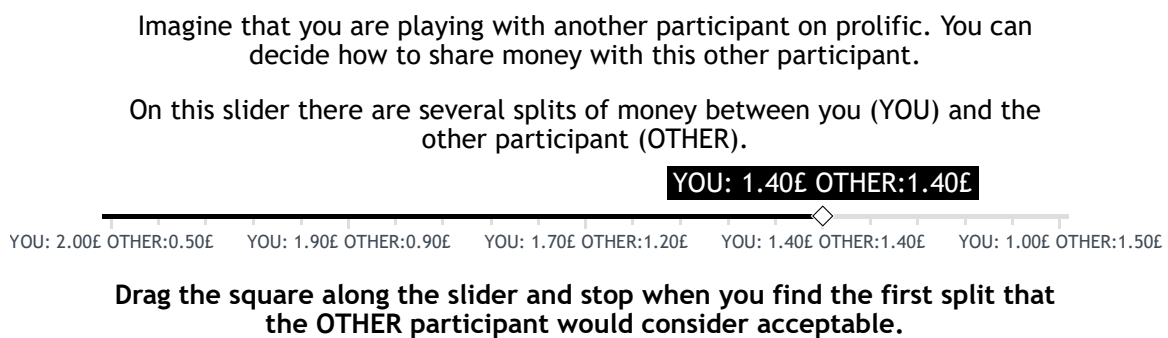 Imagine that you are playing with another participant on prolific. You can
decide how to share money with this other participant.
On this slider there are several splits of money between you (YOU) and the
other participant (OTHER).
YOU: 1.40£ OTHER:1.40£
YOU: 2.00£ OTHER:0.50£ YOU: 1.90£ OTHER:0.90£ YOU: 1.70£ OTHER:1.20£ YOU: 1.40£ OTHER:1.40£ YOU: 1.00£ OTHER:1.50£
Drag the square along the slider and stop when you find the first split that
the OTHER participant would consider acceptable.